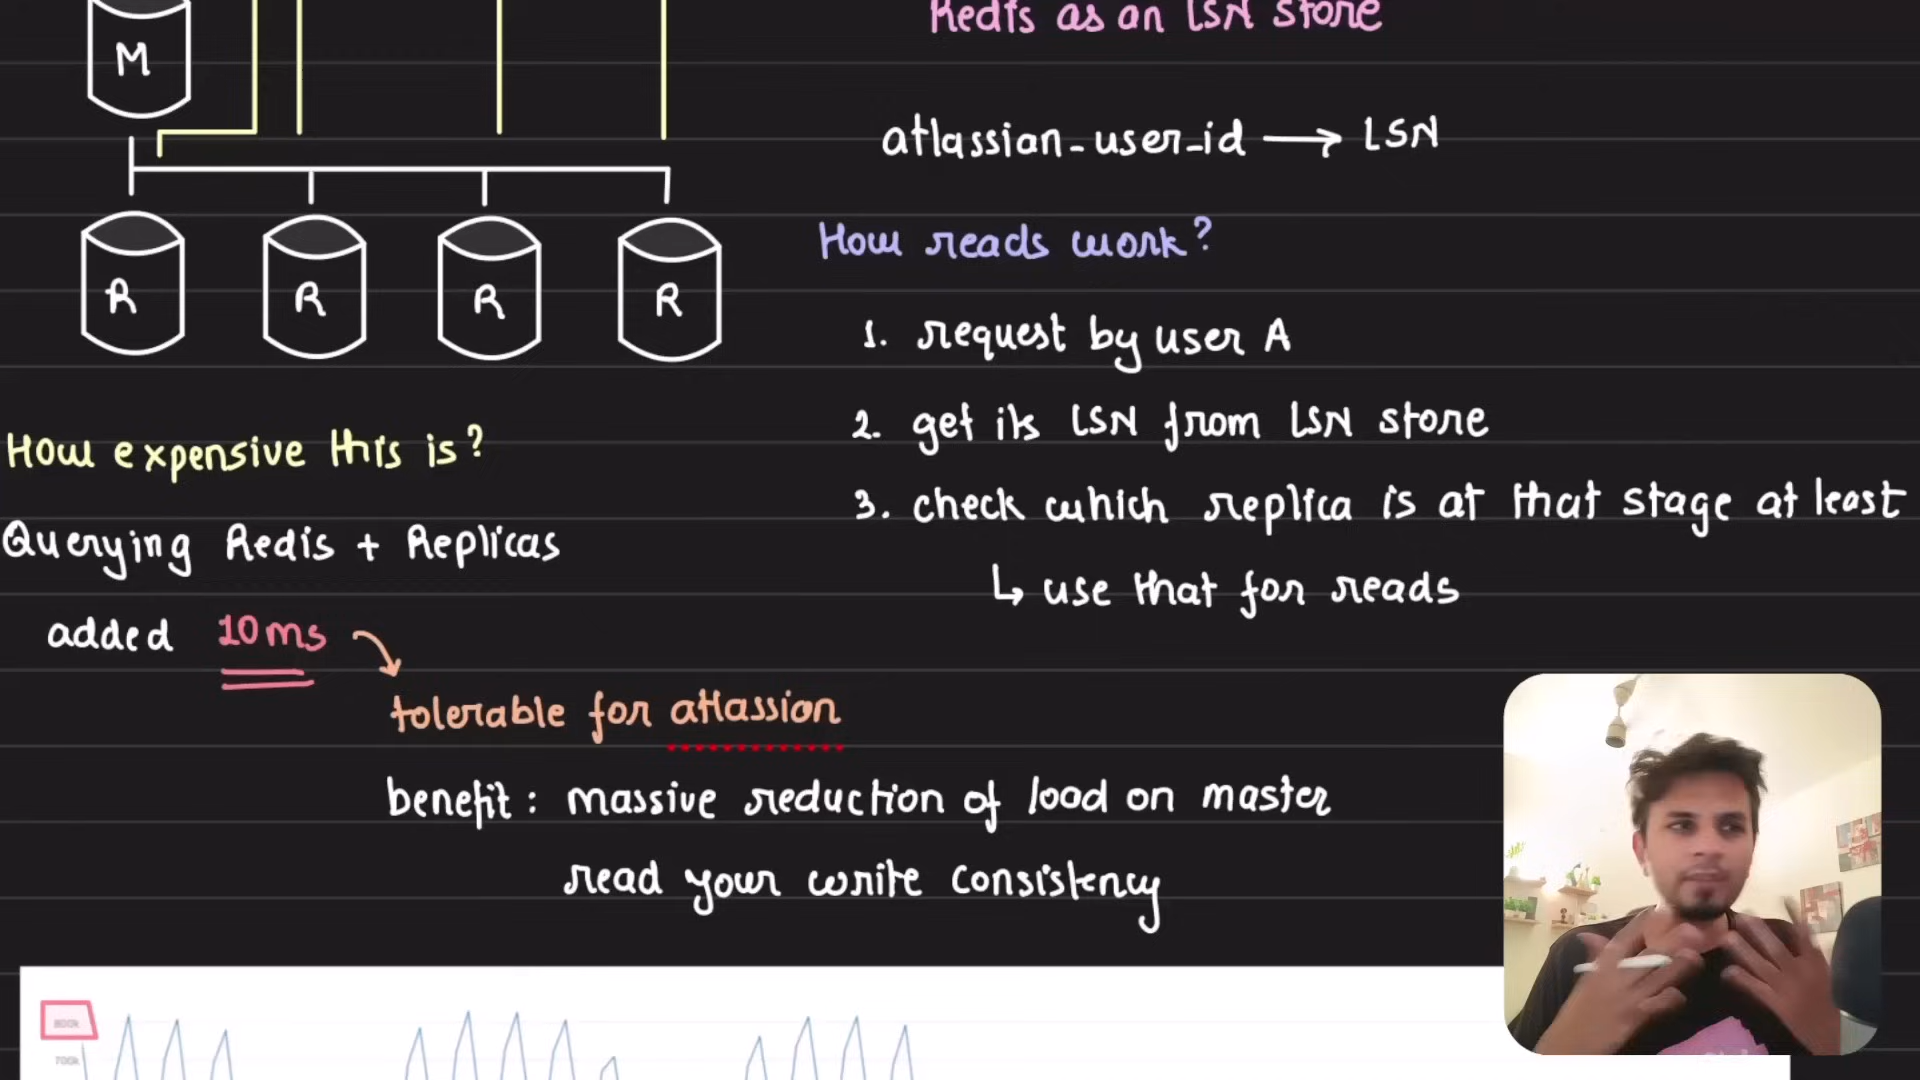 Redis as an LSN store
M
atlassian_user_id → LSN
R R R R
How reads work?
1. request by user A
2. get its LSN from LSN store
3. check which replica is at that stage at least
↳ use that for reads
How expensive this is?
Querying Redis + Replicas
added 10ms
tolerable for atlassian
benefit: massive reduction of load on master
read your write consistency
800k
700k